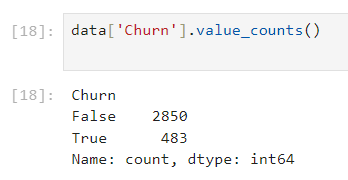 [18]: data['Churn'].value_counts()
[18]: Churn
False    2850
True      483
Name: count, dtype: int64